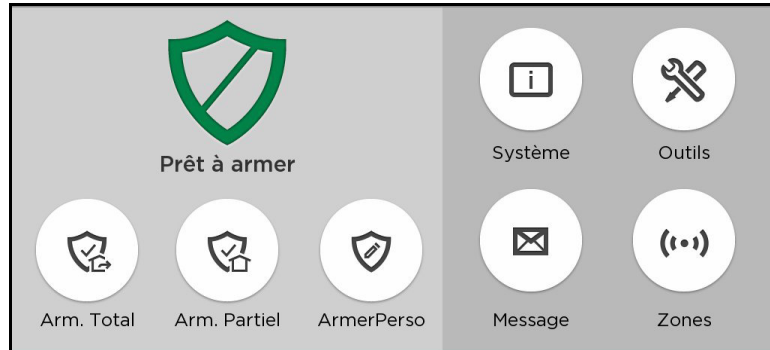 Prêt à armer
Arm. Total
Arm. Partiel
ArmerPerso
Système
Outils
Message
Zones